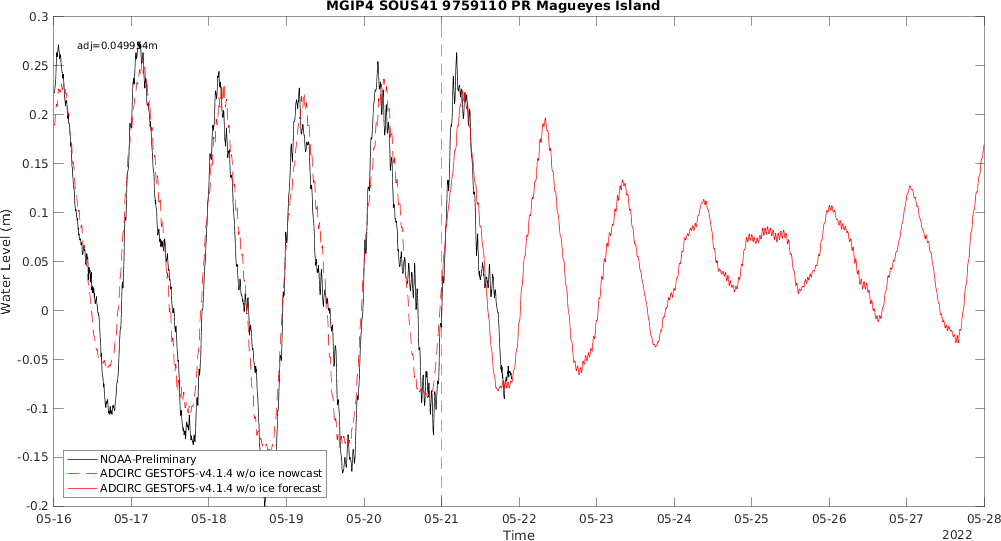 MGIP4 SOUS41 9759110 PR Magueyes Island
adj=0.049954m
0.3
0.25
0.2
0.15
0.1
0.05
0
-0.05
-0.1
-0.15
-0.2
Water Level (m)
NOAA-Preliminary
ADCIRC GESTOFS-v4.1.4 w/o ice nowcast
ADCIRC GESTOFS-v4.1.4 w/o ice forecast
05-16 05-17 05-18 05-19 05-20 05-21 05-22 05-23 05-24 05-25 05-26 05-27 05-28
Time
2022